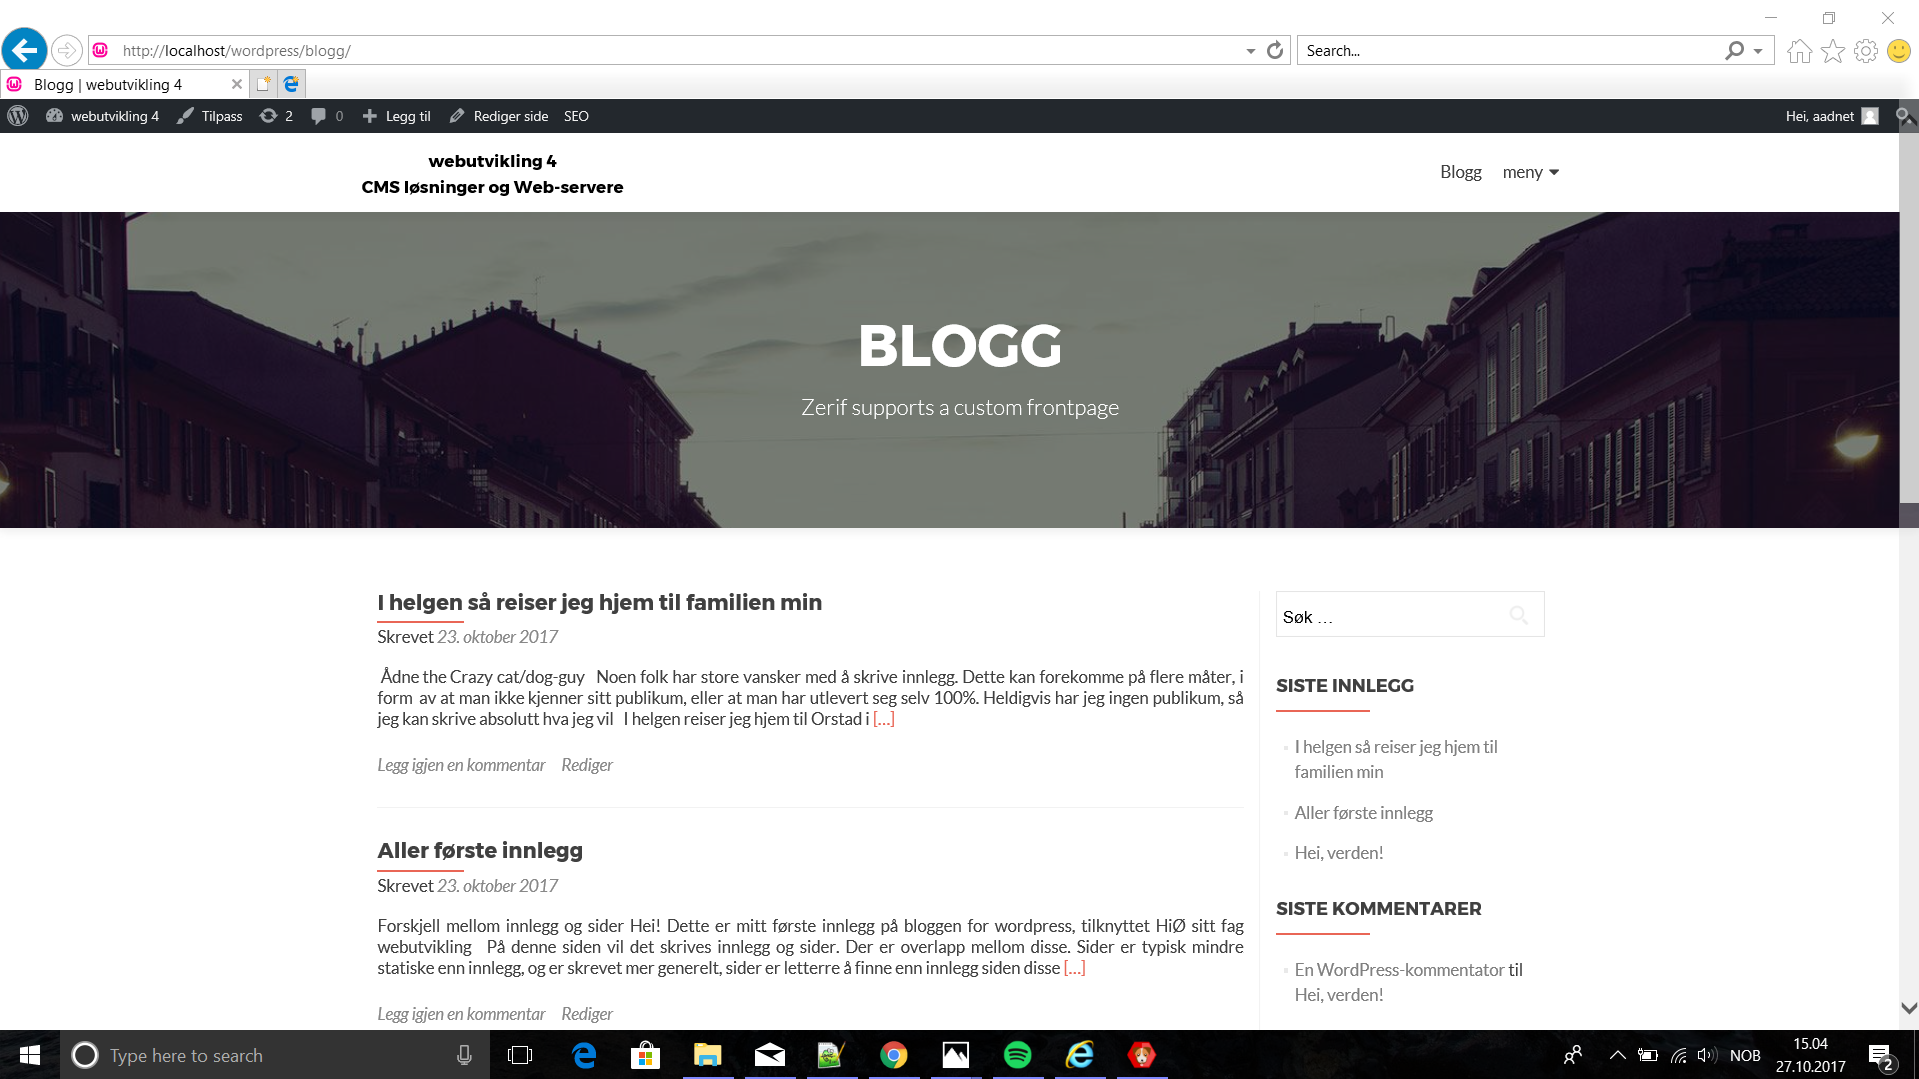 http://localhost/wordpress/blogg/
Search...
Blogg | webutvikling 4
webutvikling 4
Tilpass
2
0
Legg til
Rediger side
SEO
Hei, aadnet
webutvikling 4
CMS løsninger og Web-servere
Blogg
meny
BLOGG
Zerif supports a custom frontpage
I helgen så reiser jeg hjem til familien min
Skrevet 23. oktober 2017
Ådne the Crazy cat/dog-guy Noen folk har store vansker med å skrive innlegg. Dette kan forekomme på flere måter, i
form av at man ikke kjenner sitt publikum, eller at man har utlevert seg selv 100%. Heldigvis har jeg ingen publikum, så
jeg kan skrive absolutt hva jeg vil I helgen reiser jeg hjem til Orstad i [...]
Legg igjen en kommentar Rediger
Aller første innlegg
Skrevet 23. oktober 2017
Forskjell mellom innlegg og sider Hei! Dette er mitt første innlegg på bloggen for wordpress, tilknyttet HiØ sitt fag
webutvikling På denne siden vil det skrives innlegg og sider. Der er overlapp mellom disse. Sider er typisk mindre
statiske enn innlegg, og er skrevet mer generelt, sider er letterre å finne enn innlegg siden disse [...]
Legg igjen en kommentar Rediger
Søk …
SISTE INNLEGG
I helgen så reiser jeg hjem til
familien min
Aller første innlegg
Hei, verden!
SISTE KOMMENTARER
En WordPress-kommentator til
Hei, verden!
Type here to search
NOB
15.04
27.10.2017
2